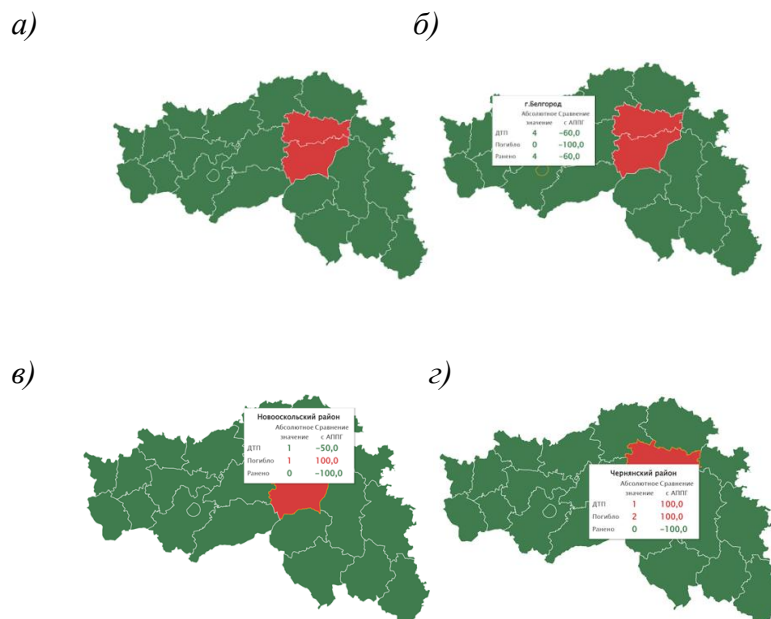 а)
б)
г.Белгород
Абсолютное Сравнение
значение с АППГ
ДТП 4 –60,0
Погибло 0 –100,0
Ранено 4 –60,0
в)
г)
Новооскольский район
Абсолютное Сравнение
значение с АППГ
ДТП 1 –50,0
Погибло 1 100,0
Ранено 0 –100,0
Чернянский район
Абсолютное Сравнение
значение с АППГ
ДТП 1 100,0
Погибло 2 100,0
Ранено 0 –100,0